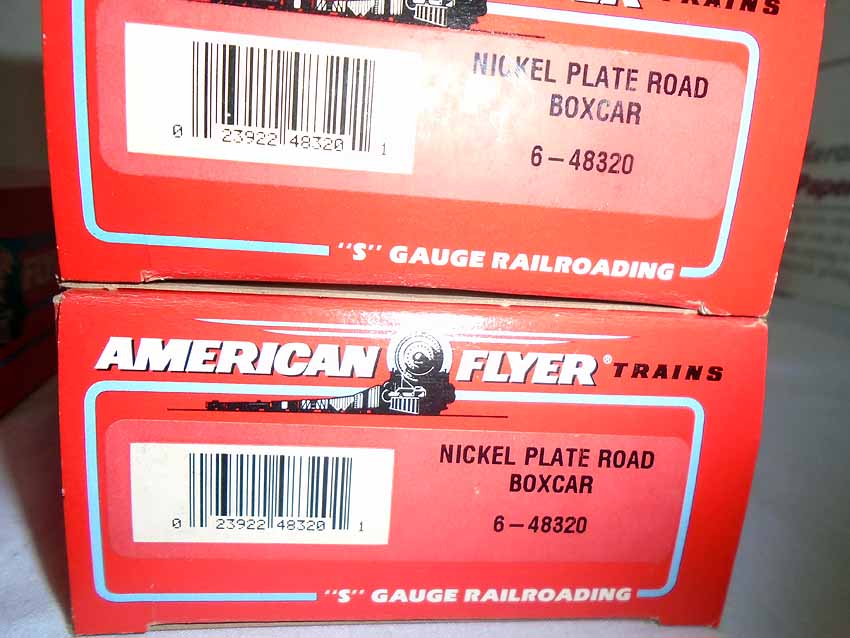 TRAINS
NICKEL PLATE ROAD
BOXCAR
6-48320
0 23922 48320 1
"S" GAUGE RAILROADING
AMERICAN FLYER® TRAINS
NICKEL PLATE ROAD
BOXCAR
6-48320
0 23922 48320 1
"S" GAUGE RAILROADING